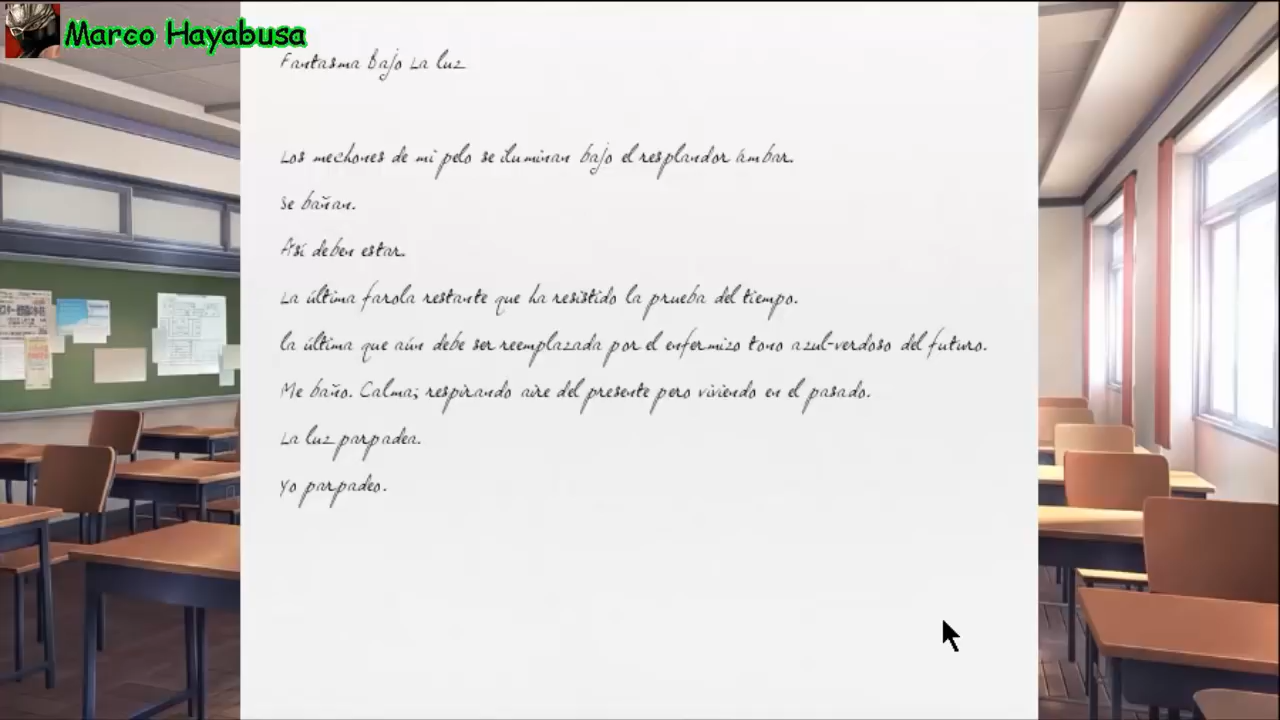 Marco Hayabusa
Fantasma bajo La luz
Los mechones de mi pelo se iluminan bajo el resplandor ámbar.
Se bañan.
Así deben estar.
La última farola restante que ha resistido la prueba del tiempo.
la última que aún debe ser reemplazada por el enfermizo tono azul-verdoso del futuro.
Me baño. Calma; respirando aire del presente pero viviendo en el pasado.
La luz parpadea.
Yo parpadeo.